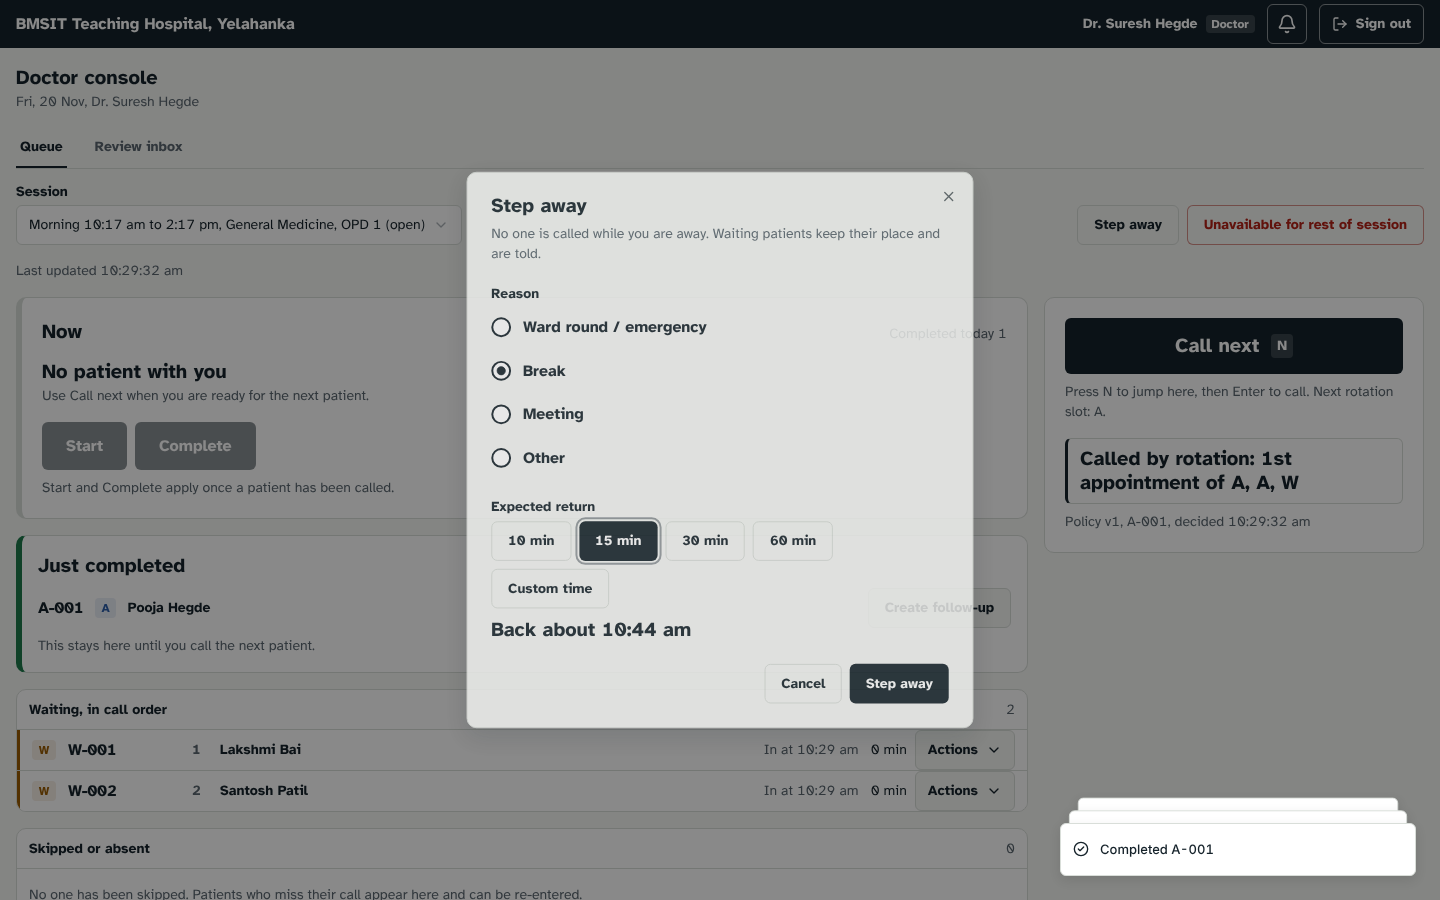 BMSIT Teaching Hospital, Yelahanka
Dr. Suresh Hegde Doctor
Sign out
Doctor console
Fri, 20 Nov, Dr. Suresh Hegde
Queue
Review inbox
Session
Morning 10:17 am to 2:17 pm, General Medicine, OPD 1 (open)
Step away
Unavailable for rest of session
Last updated 10:29:32 am
Now
Completed today 1
No patient with you
Use Call next when you are ready for the next patient.
Start
Complete
Start and Complete apply once a patient has been called.
Call next N
Press N to jump here, then Enter to call. Next rotation
slot: A.
Called by rotation: 1st
appointment of A, A, W
Policy v1, A-001, decided 10:29:32 am
Just completed
A-001 A Pooja Hegde
Create follow-up
This stays here until you call the next patient.
Waiting, in call order
2
W W-001 1 Lakshmi Bai In at 10:29 am 0 min Actions
W W-002 2 Santosh Patil In at 10:29 am 0 min Actions
Skipped or absent
0
No one has been skipped. Patients who miss their call appear here and can be re-entered.
Step away
No one is called while you are away. Waiting patients keep their place and
are told.
Reason
Ward round / emergency
Break
Meeting
Other
Expected return
10 min
15 min
30 min
60 min
Custom time
Back about 10:44 am
Cancel
Step away
Completed A-001